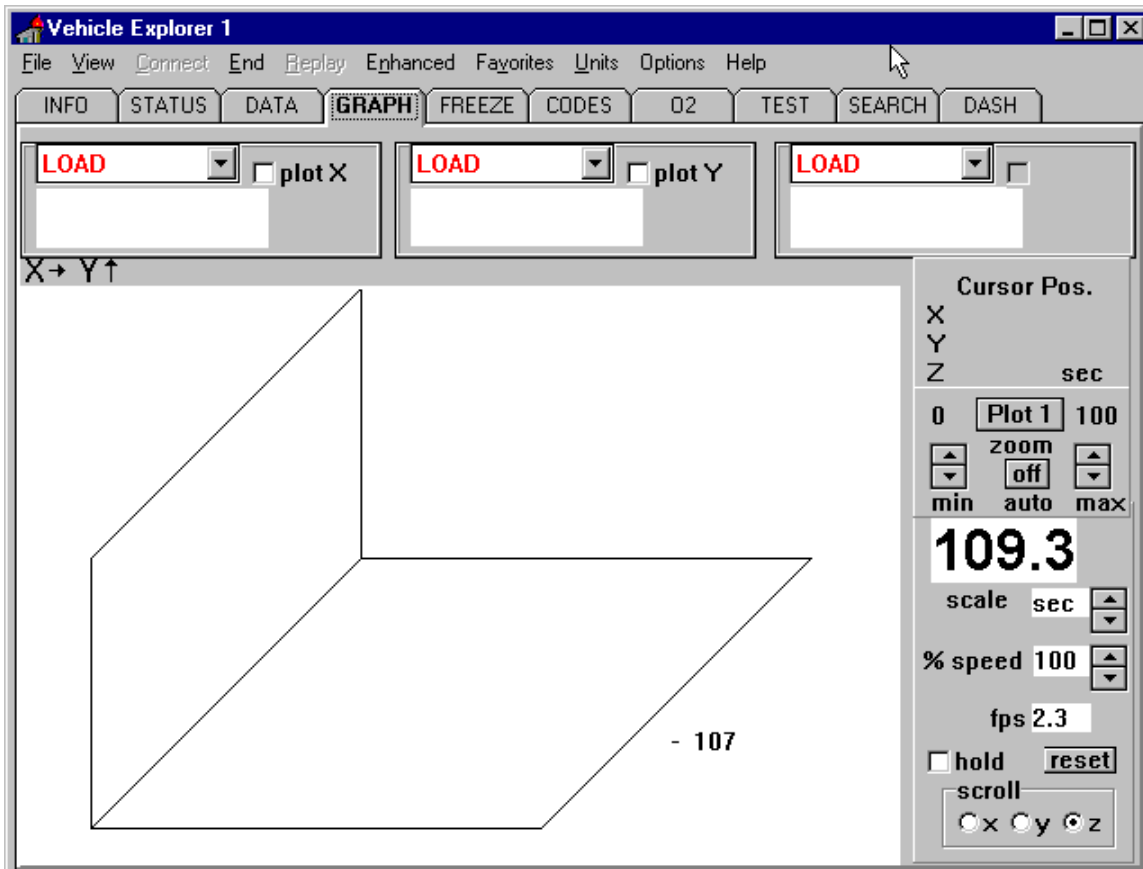 Vehicle Explorer 1
File View Connect End Replay Enhanced Favorites Units Options Help
INFO STATUS DATA GRAPH FREEZE CODES O2 TEST SEARCH DASH
LOAD plot X LOAD plot Y LOAD
X→ Y↑
Cursor Pos.
X
Y
Z sec
0 Plot 1 100
zoom
off
min auto max
109.3
scale sec
% speed 100
fps 2.3
- 107
hold reset
scroll
x y z